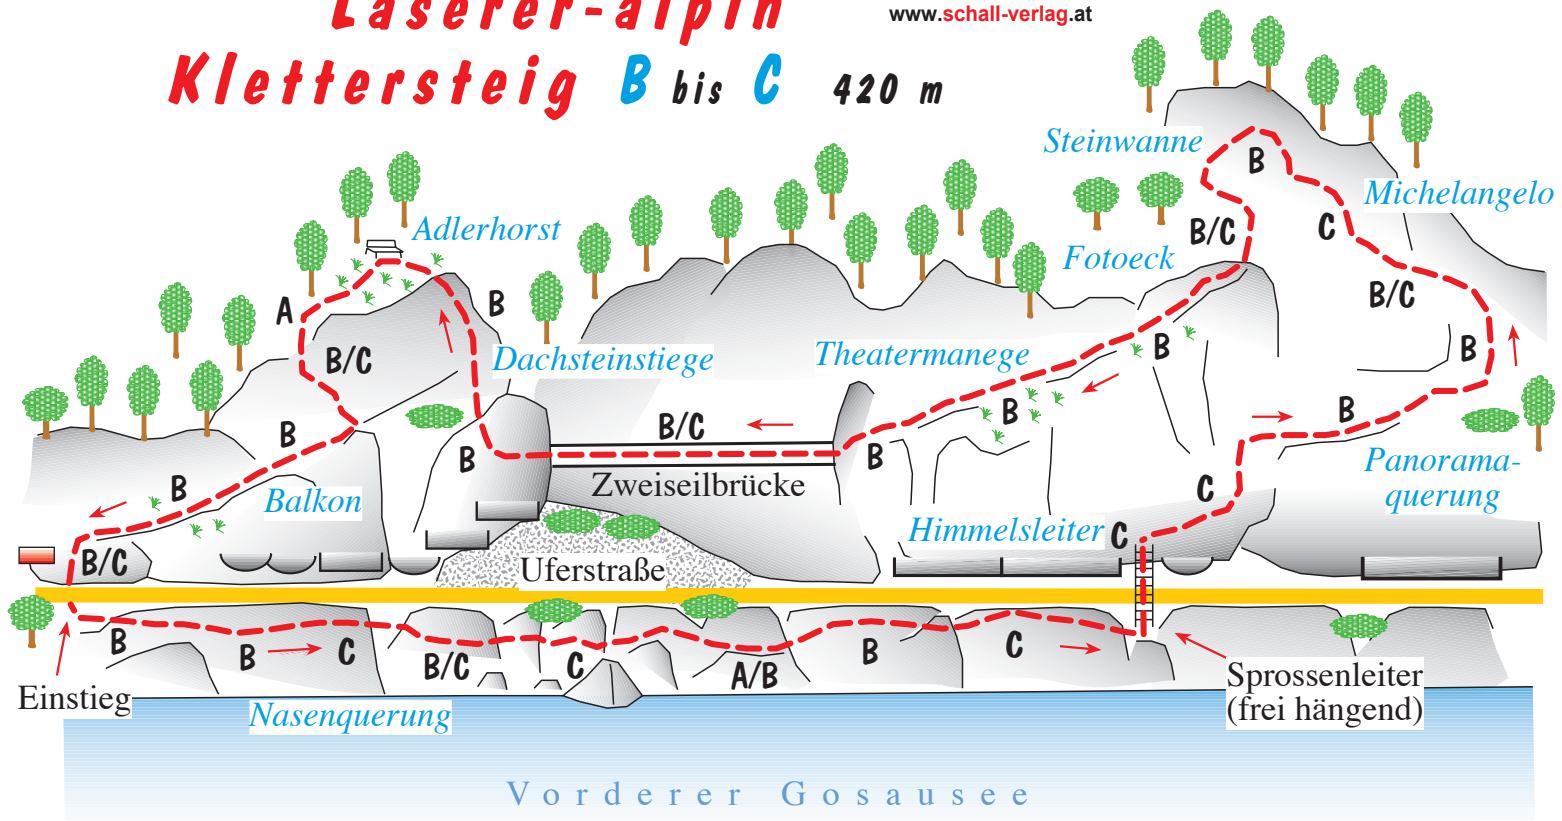 Laserer-alpin
www.schall-verlag.at
Klettersteig B bis C 420 m
Steinwanne
B
Michelangelo
Adlerhorst
B/C
C
Fotoeck
A
B
B/C
B/C
Dachsteinstiege
Theatermanege
B
B
B
B
B
B/C
B
B
Panorama-
querung
B
Balkon
Zweiseilbrücke
C
Himmelsleiter
C
B/C
Uferstraße
B
B
C
B/C
C
A/B
B
C
Einstieg
Nasenquerung
Sprossenleiter
(frei hängend)
Vorderer Gosausee